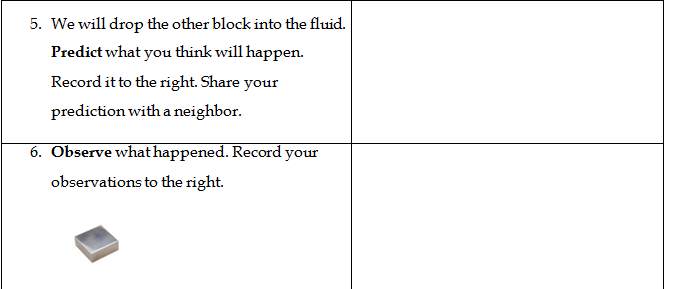 5. We will drop the other block into the fluid.
Predict what you think will happen.
Record it to the right. Share your
prediction with a neighbor.
6. Observe what happened. Record your
observations to the right.